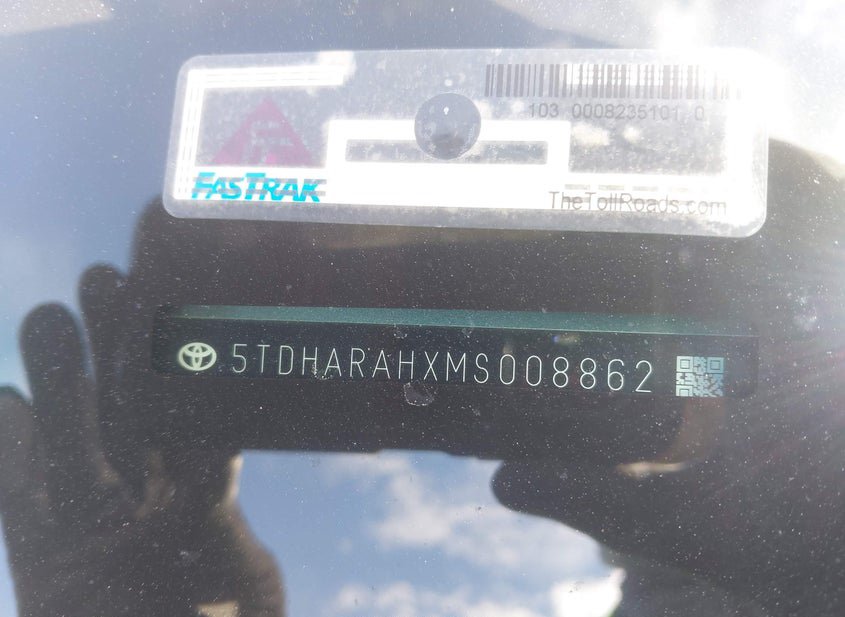 103 0008235101 0
FASTRAK
TheTollRoads.com
5TDHARAHXMS008862